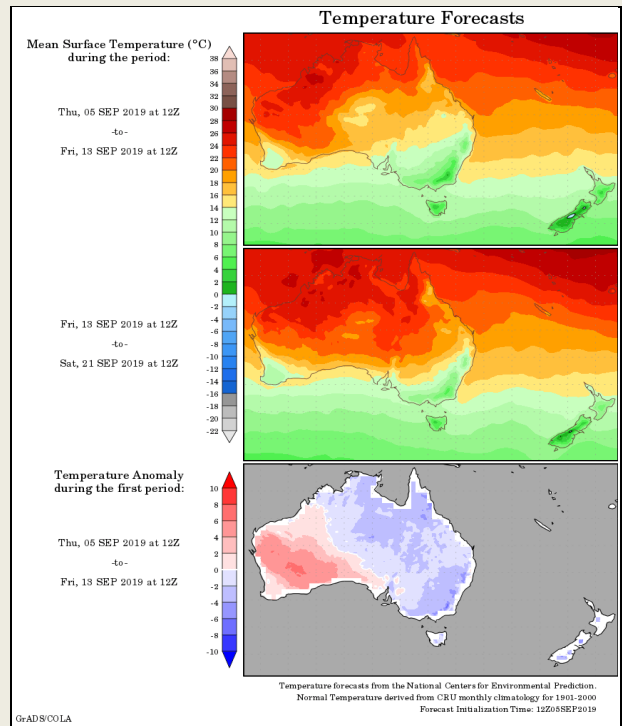 Temperature Forecasts
Mean Surface Temperature (°C)
during the period:
38
36
34
32
30
28
26
24
22
20
18
16
14
12
10
8
6
4
2
0
-2
-4
-6
-8
-10
-12
-14
-16
-18
-20
-22
Thu, 05 SEP 2019 at 12Z
-to-
Fri, 13 SEP 2019 at 12Z
Fri, 13 SEP 2019 at 12Z
-to-
Sat, 21 SEP 2019 at 12Z
Temperature Anomaly
during the first period:
10
8
6
4
2
0
-2
-4
-6
-8
-10
Thu, 05 SEP 2019 at 12Z
-to-
Fri, 13 SEP 2019 at 12Z
Temperature forecasts from the National Centers for Environmental Prediction.
Normal Temperature derived from CRU monthly climatology for 1901-2000
Forecast Initialization Time: 12Z05SEP2019
GrADS/COLA